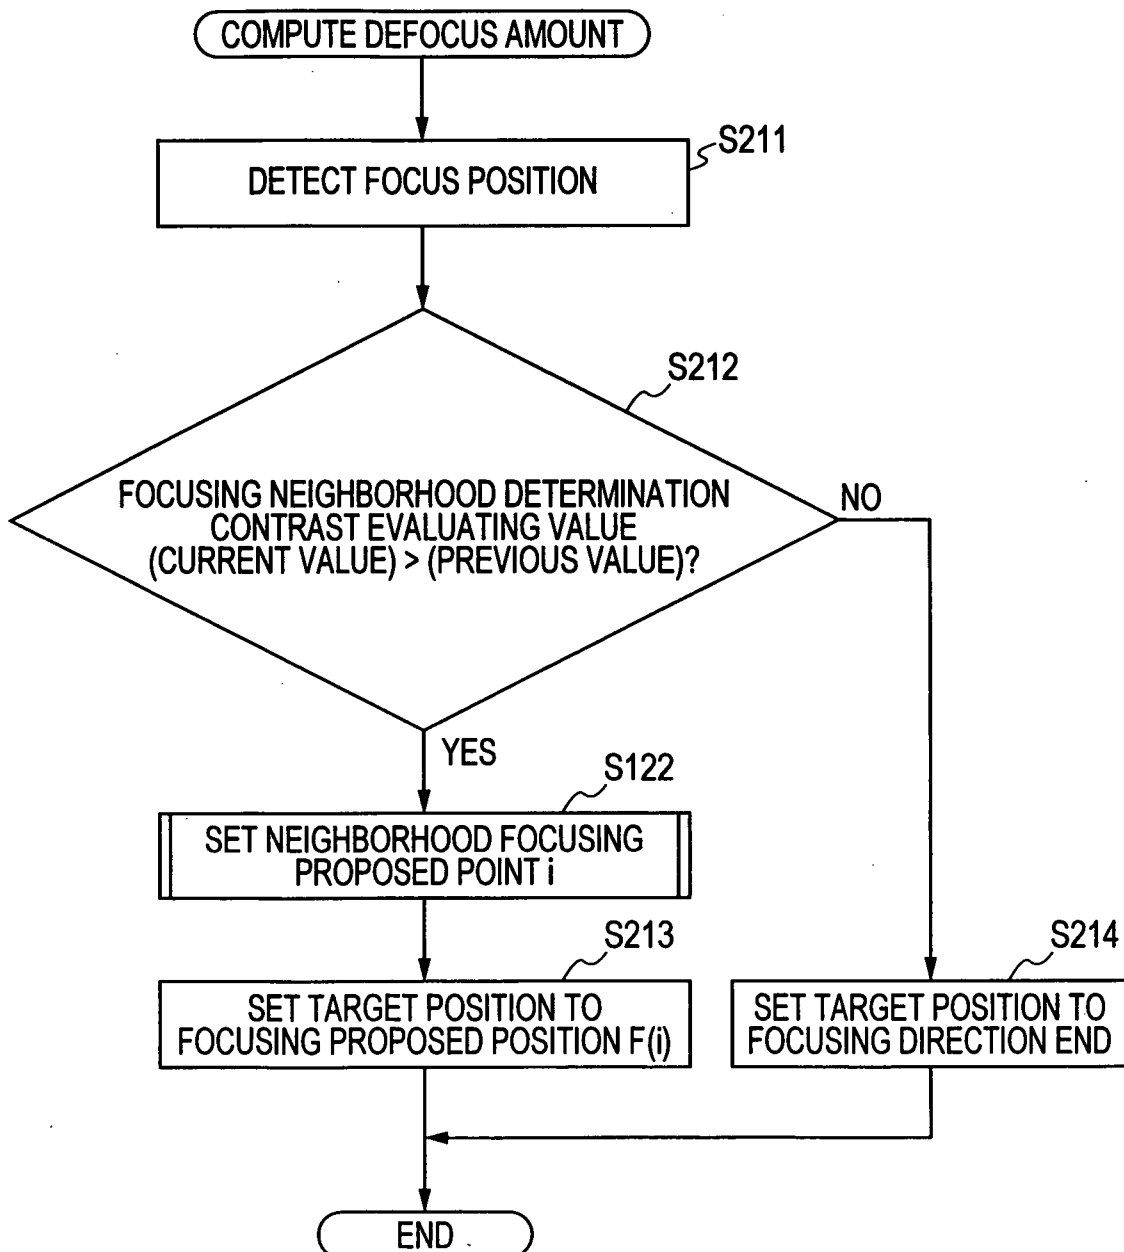 COMPUTE DEFOCUS AMOUNT
S211
DETECT FOCUS POSITION
S212
FOCUSING NEIGHBORHOOD DETERMINATION
CONTRAST EVALUATING VALUE
(CURRENT VALUE) > (PREVIOUS VALUE)?
NO
YES
S122
SET NEIGHBORHOOD FOCUSING
PROPOSED POINT i
S213
SET TARGET POSITION TO
FOCUSING PROPOSED POSITION F(i)
S214
SET TARGET POSITION TO
FOCUSING DIRECTION END
END